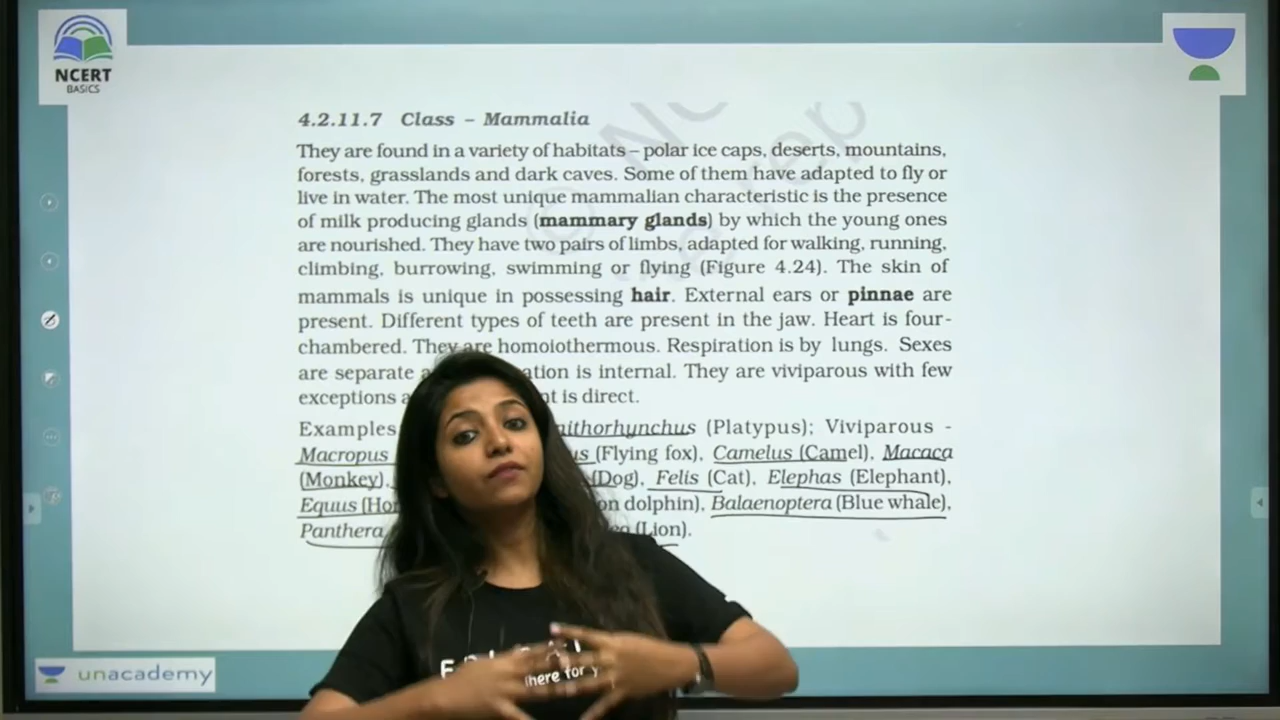 NCERT
BASICS
4.2.11.7 Class – Mammalia
They are found in a variety of habitats – polar ice caps, deserts, mountains,
forests, grasslands and dark caves. Some of them have adapted to fly or
live in water. The most unique mammalian characteristic is the presence
of milk producing glands (mammary glands) by which the young ones
are nourished. They have two pairs of limbs, adapted for walking, running,
climbing, burrowing, swimming or flying (Figure 4.24). The skin of
mammals is unique in possessing hair. External ears or pinnae are
present. Different types of teeth are present in the jaw. Heart is four-
chambered. They are homoiothermous. Respiration is by lungs. Sexes
are separate ation is internal. They are viviparous with few
exceptions is direct.
Examples (Platypus); Viviparous -
Macropus (Flying fox), Camelus (Camel), Macaca
(Monkey), (Dog), Felis (Cat), Elephas (Elephant),
Equus dolphin), Balaenoptera (Blue whale),
Panthera (Lion).
here for
unacademy